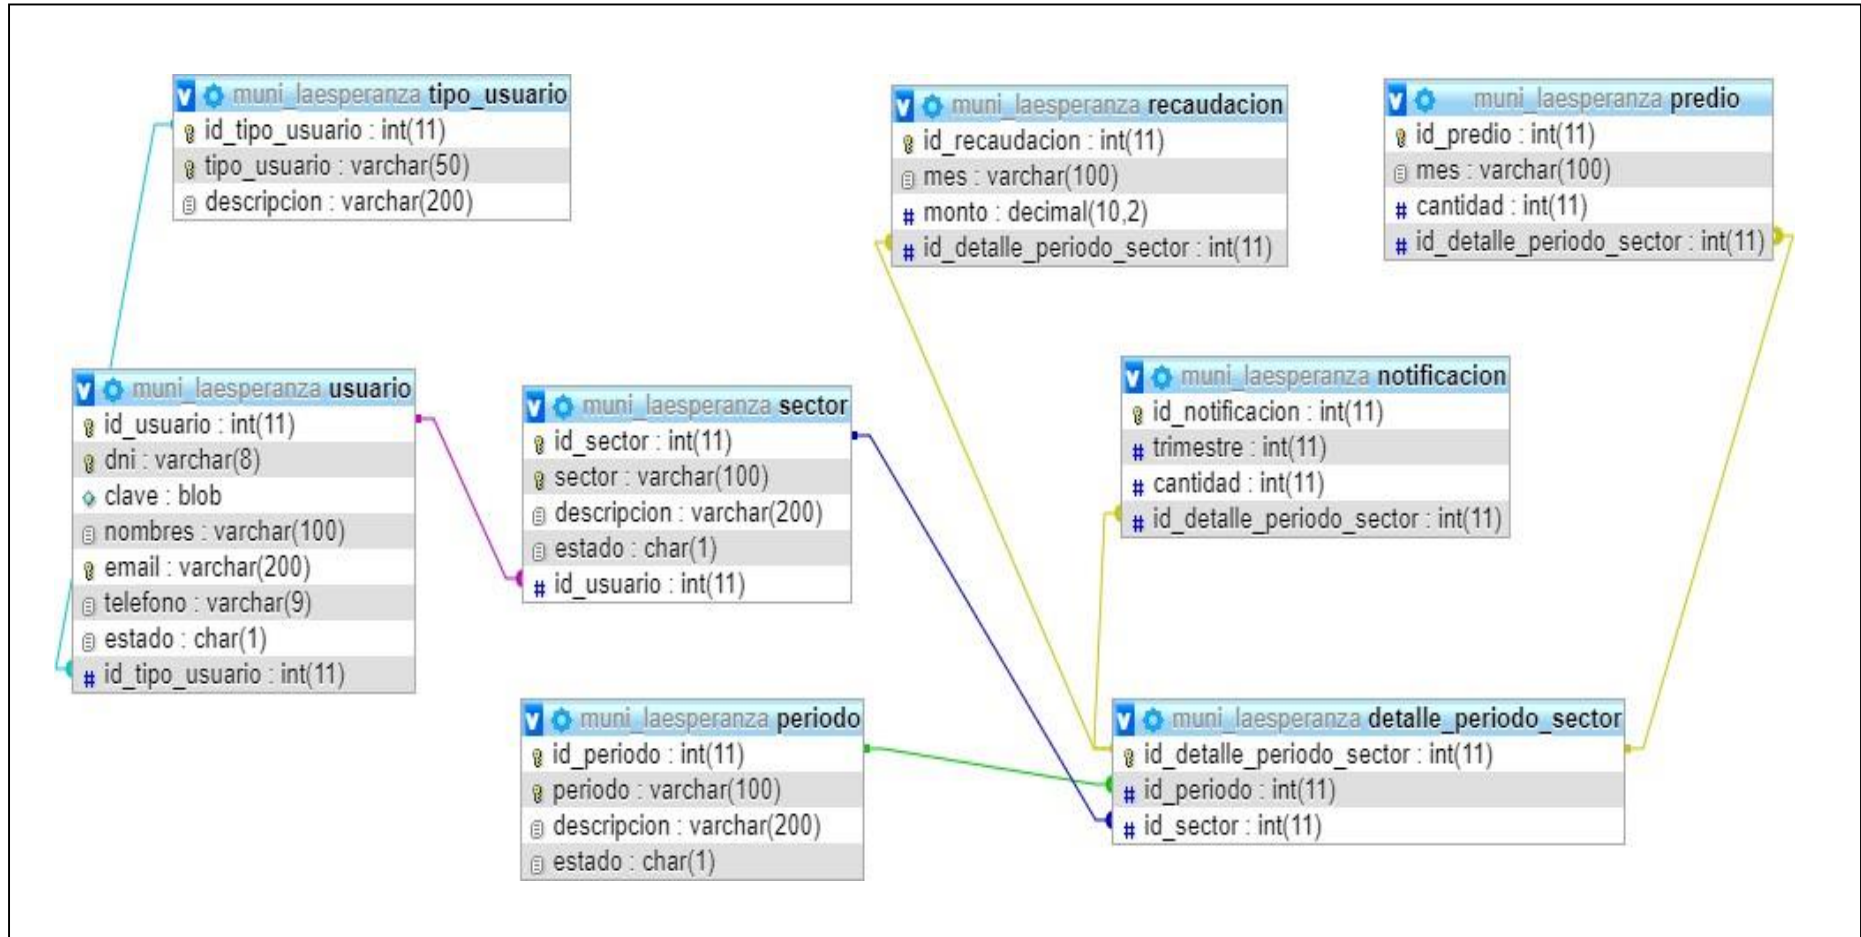 muni_laesperanza tipo_usuario
id_tipo_usuario : int(11)
tipo_usuario : varchar(50)
descripcion : varchar(200)
muni_laesperanza recaudacion
id_recaudacion : int(11)
mes : varchar(100)
# monto : decimal(10,2)
# id_detalle_periodo_sector : int(11)
muni_laesperanza predio
id_predio : int(11)
mes : varchar(100)
# cantidad : int(11)
# id_detalle_periodo_sector : int(11)
muni_laesperanza usuario
id_usuario : int(11)
dni : varchar(8)
clave : blob
nombres : varchar(100)
email : varchar(200)
telefono : varchar(9)
estado : char(1)
# id_tipo_usuario : int(11)
muni_laesperanza sector
id_sector : int(11)
sector : varchar(100)
descripcion : varchar(200)
estado : char(1)
# id_usuario : int(11)
muni_laesperanza notificacion
id_notificacion : int(11)
# trimestre : int(11)
# cantidad : int(11)
# id_detalle_periodo_sector : int(11)
muni_laesperanza periodo
id_periodo : int(11)
periodo : varchar(100)
descripcion : varchar(200)
estado : char(1)
muni_laesperanza detalle_periodo_sector
id_detalle_periodo_sector : int(11)
# id_periodo : int(11)
# id_sector : int(11)